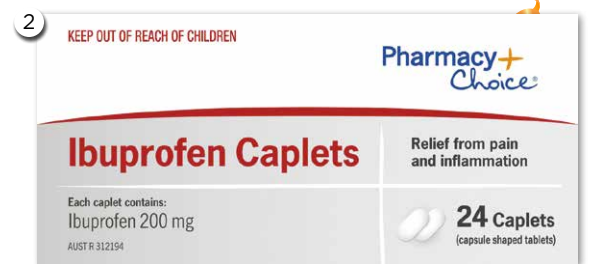 2
KEEP OUT OF REACH OF CHILDREN
Pharmacy+
Choice
Ibuprofen Caplets
Relief from pain
and inflammation
Each caplet contains:
Ibuprofen 200 mg
AUST R 312194
24 Caplets
(capsule shaped tablets)